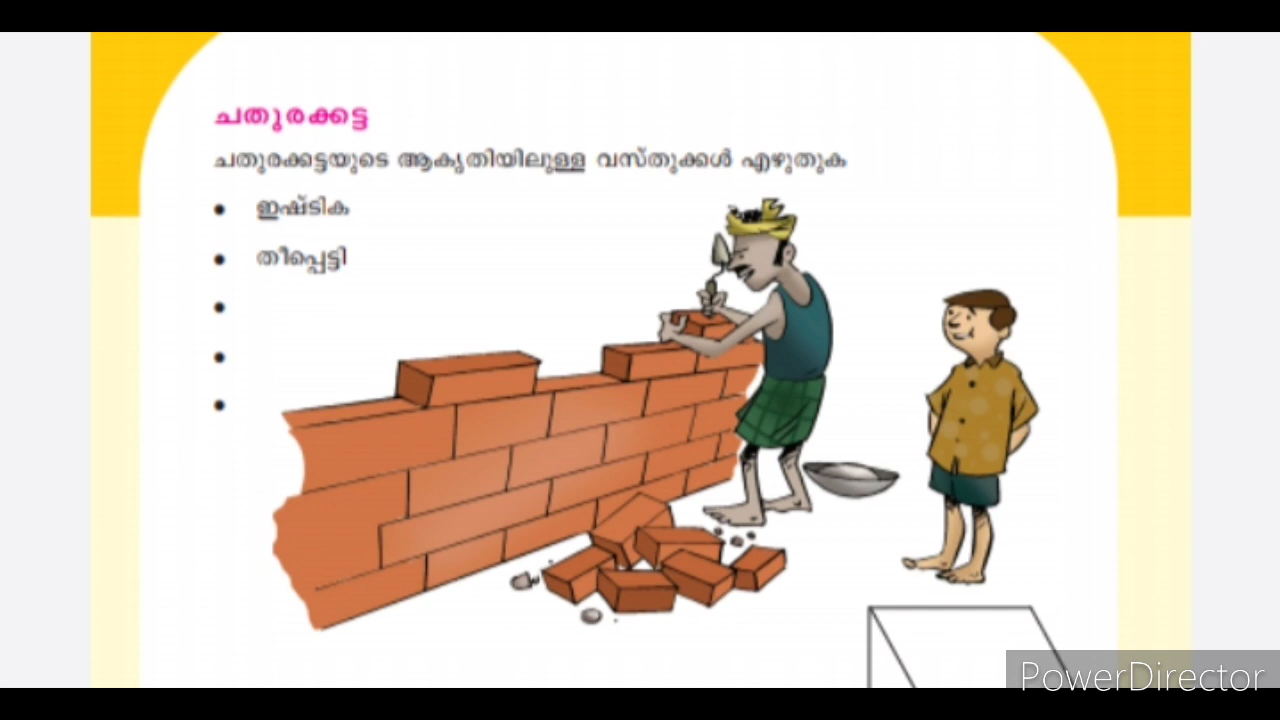 ചതുരക്കട്ട
ചതുരക്കട്ടയുടെ ആകൃതിയിലുള്ള വസ്തുക്കൾ എഴുതുക
• ഇഷ്ടിക
• തീപ്പെട്ടി
•
•
•
PowerDirector